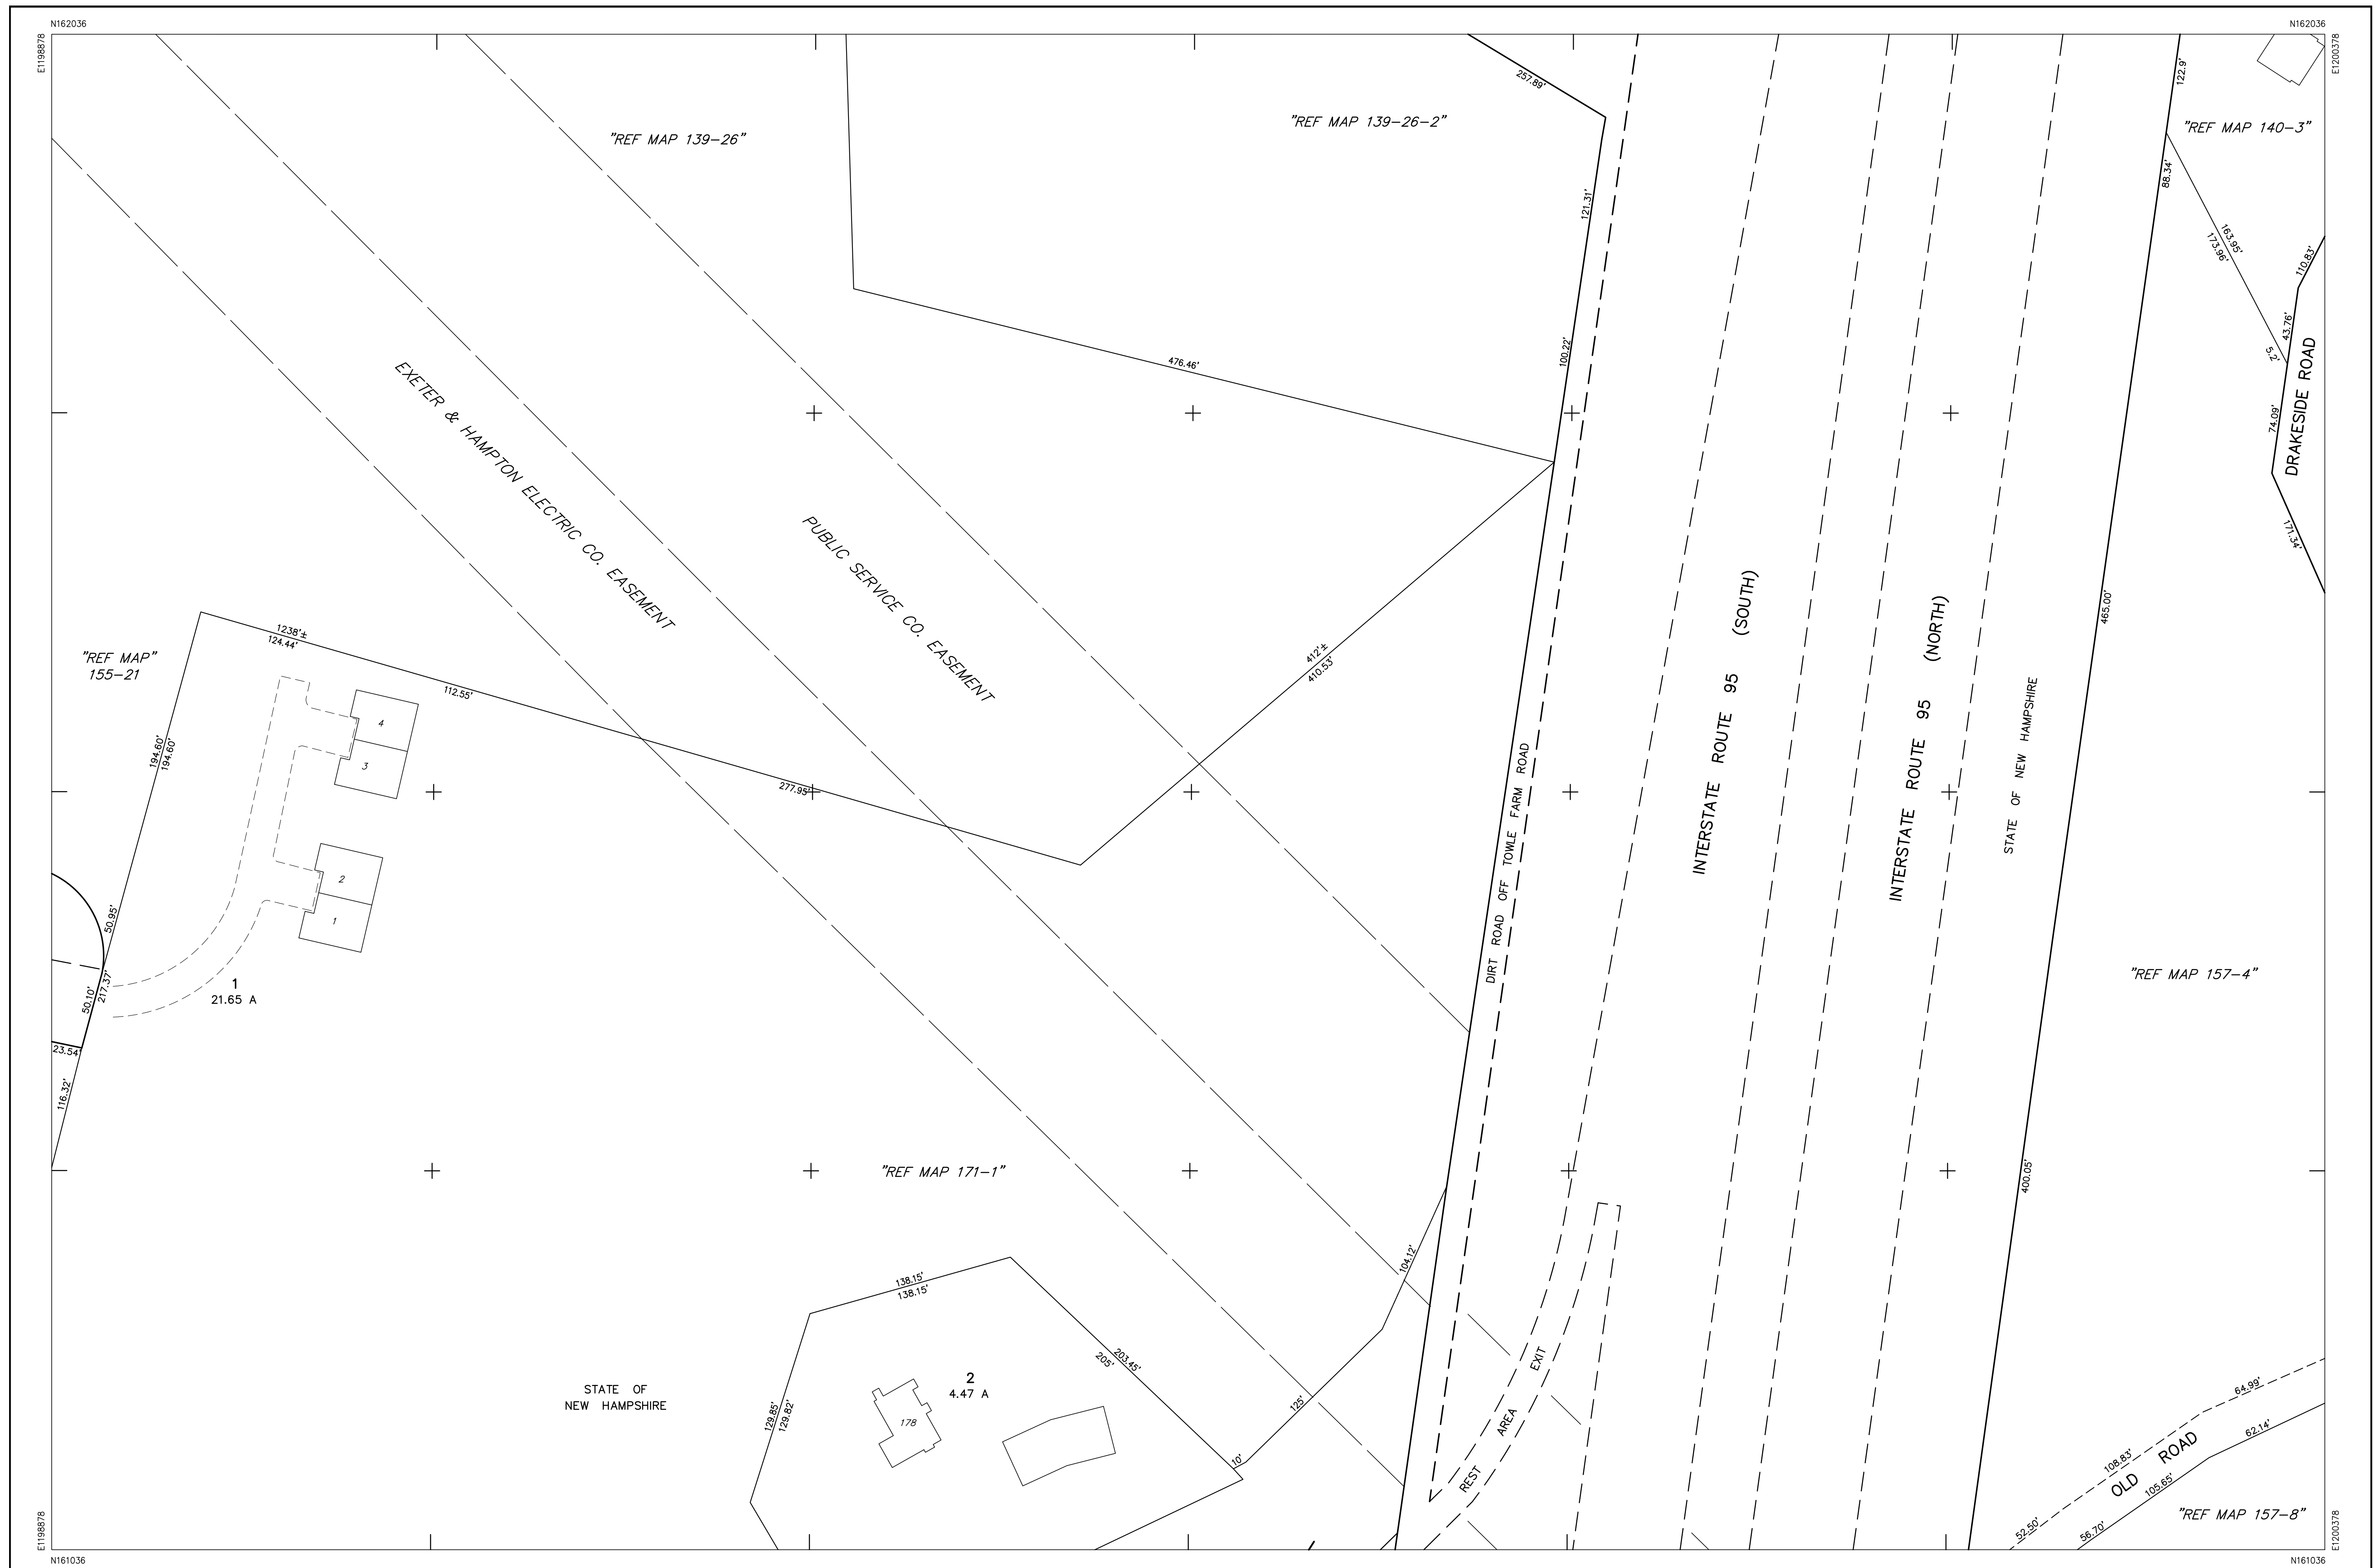 N162036
N162036
E1198878
E1200378
257.89'
122.9'
"REF MAP 139-26"
"REF MAP 139-26-2"
"REF MAP 140-3"
88.34'
121.31'
163.95'
173.96'
110.83'
43.76'
5.2'
100.22'
476.46'
74.09'
DRAKESIDE ROAD
171.34'
EXETER & HAMPTON ELECTRIC CO. EASEMENT
PUBLIC SERVICE CO. EASEMENT
INTERSTATE ROUTE 95 (SOUTH)
INTERSTATE ROUTE 95 (NORTH)
STATE OF NEW HAMPSHIRE
465.00'
1238'±
124.44'
"REF MAP"
155-21
112.55'
412'±
410.53'
194.60'
194.60'
4
3
277.95'
DIRT ROAD OFF TOWLE FARM ROAD
2
1
50.95'
217.37'
50.10'
1
21.65 A
23.54'
116.32'
"REF MAP 157-4"
"REF MAP 171-1"
400.05'
104.12'
138.15'
138.15'
203.45'
205'
2
4.47 A
STATE OF
NEW HAMPSHIRE
129.85'
129.82'
178
125'
10'
REST AREA EXIT
64.99'
62.14'
108.83'
OLD ROAD
105.65'
52.50'
56.70'
"REF MAP 157-8"
E1198878
E1200378
N161036
N161036